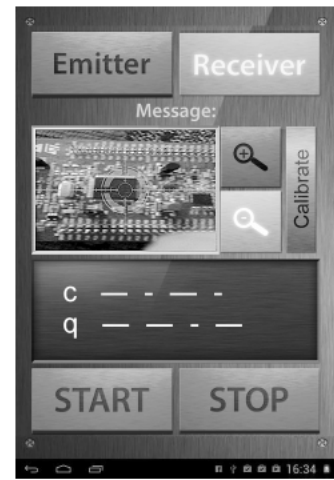 Emitter Receiver
Message:
Calibrate
c — - — -
q — — - —
START STOP
16:34